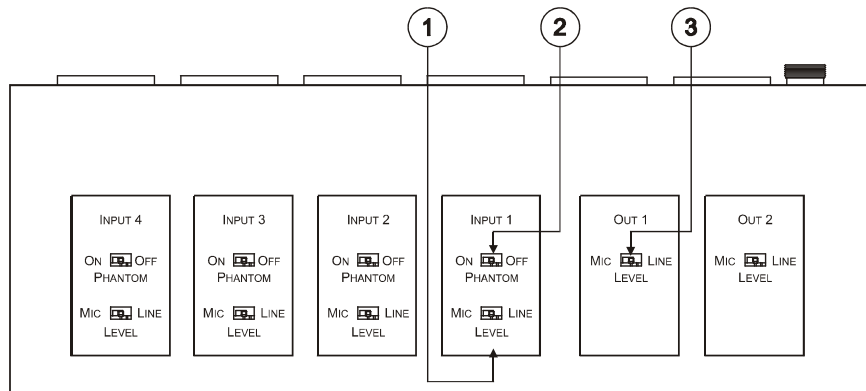 1 2 3
INPUT 4
ON OFF
PHANTOM
MIC LINE
LEVEL
INPUT 3
ON OFF
PHANTOM
MIC LINE
LEVEL
INPUT 2
ON OFF
PHANTOM
MIC LINE
LEVEL
INPUT 1
ON OFF
PHANTOM
MIC LINE
LEVEL
OUT 1
MIC LINE
LEVEL
OUT 2
MIC LINE
LEVEL